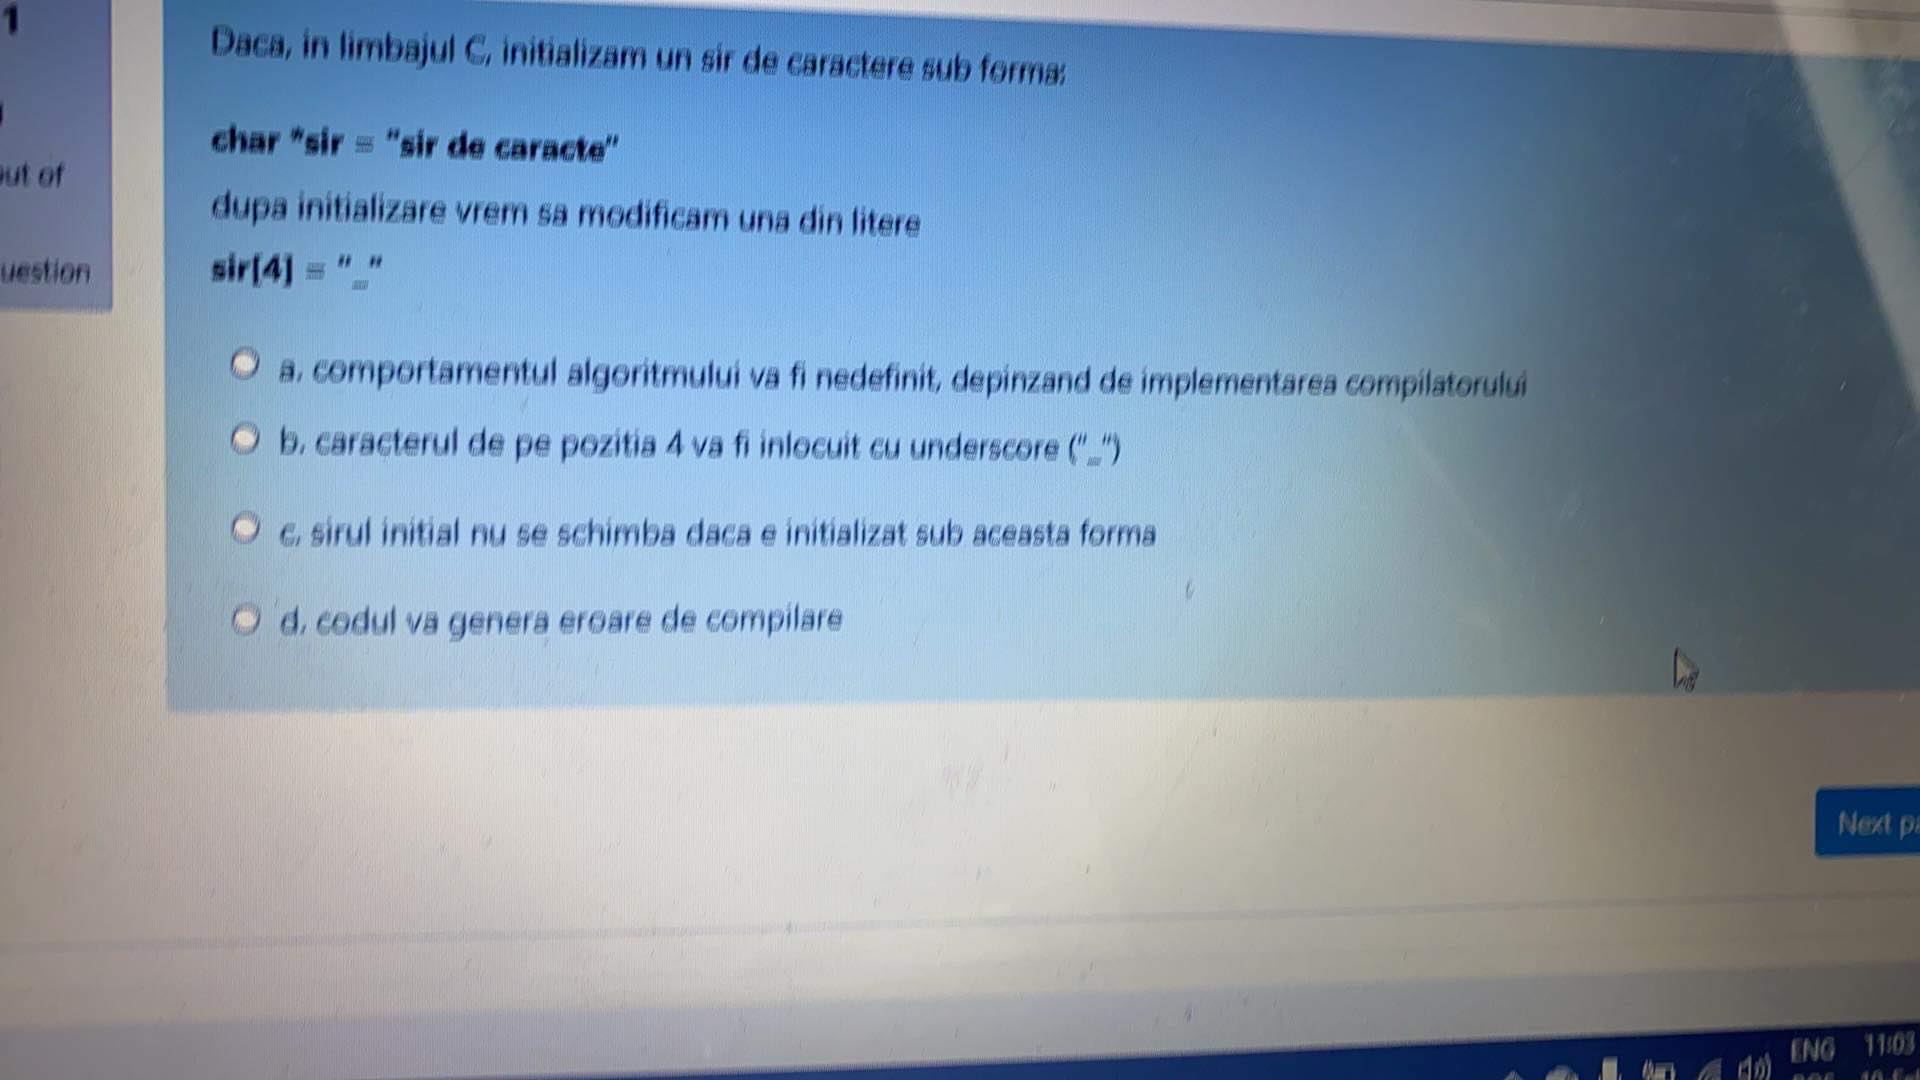 1
out of
uestion
Daca, in limbajul C, initializam un sir de caractere sub forma:
char *sir = "sir de caracte"
dupa initializare vrem sa modificam una din litere
sir[4] = "_"
a. comportamentul algoritmului va fi nedefinit, depinzand de implementarea compilatorului
b. caracterul de pe pozitia 4 va fi inlocuit cu underscore ("_")
c. sirul initial nu se schimba daca e initializat sub aceasta forma
d. codul va genera eroare de compilare
Next pa
ENG 11:03